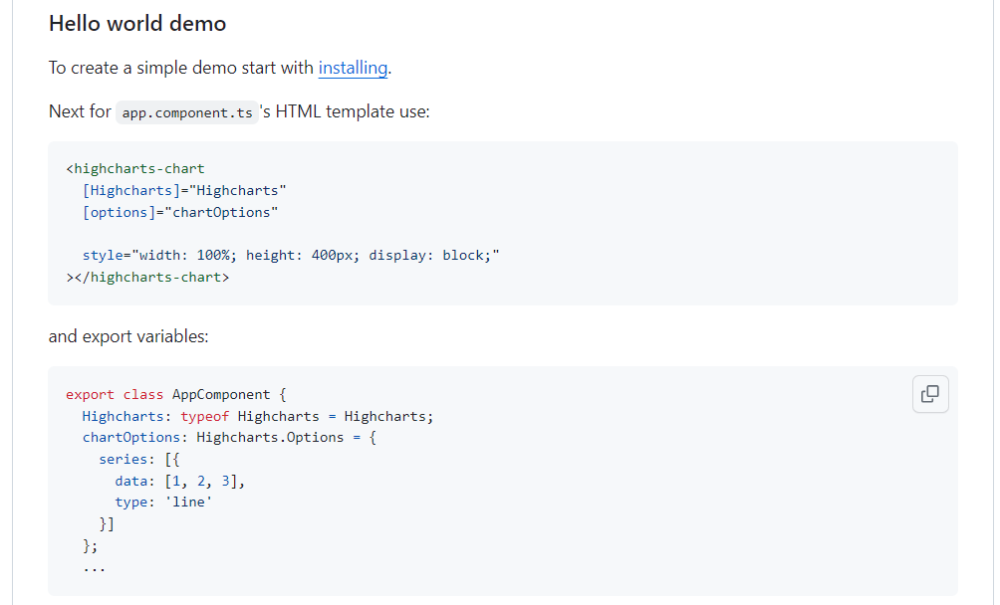 Hello world demo
To create a simple demo start with installing.
Next for app.component.ts's HTML template use:
<highcharts-chart
  [Highcharts]="Highcharts"
  [options]="chartOptions"

  style="width: 100%; height: 400px; display: block;"
></highcharts-chart>
and export variables:
export class AppComponent {
  Highcharts: typeof Highcharts = Highcharts;
  chartOptions: Highcharts.Options = {
    series: [{
      data: [1, 2, 3],
      type: 'line'
    }]
  };
  ...